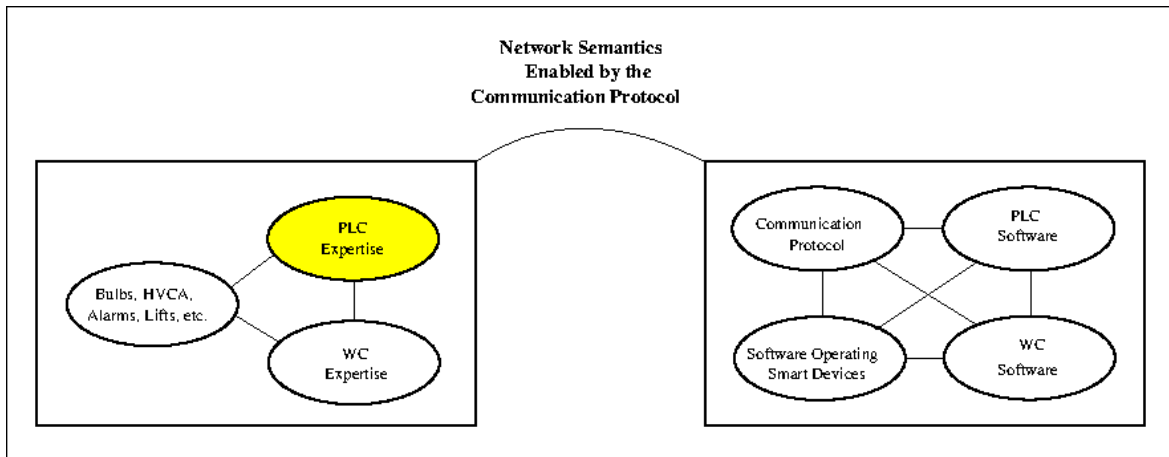 Network Semantics
Enabled by the
Communication Protocol
PLC
Expertise
Bulbs, HVCA,
Alarms, Lifts, etc.
WC
Expertise
Communication
Protocol
PLC
Software
Software Operating
Smart Devices
WC
Software